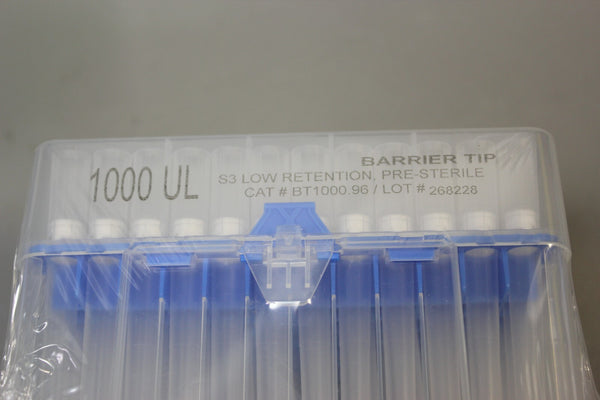 1000 UL
BARRIER TIP
S3 LOW RETENTION, PRE-STERILE
CAT # BT1000.96 / LOT # 268228